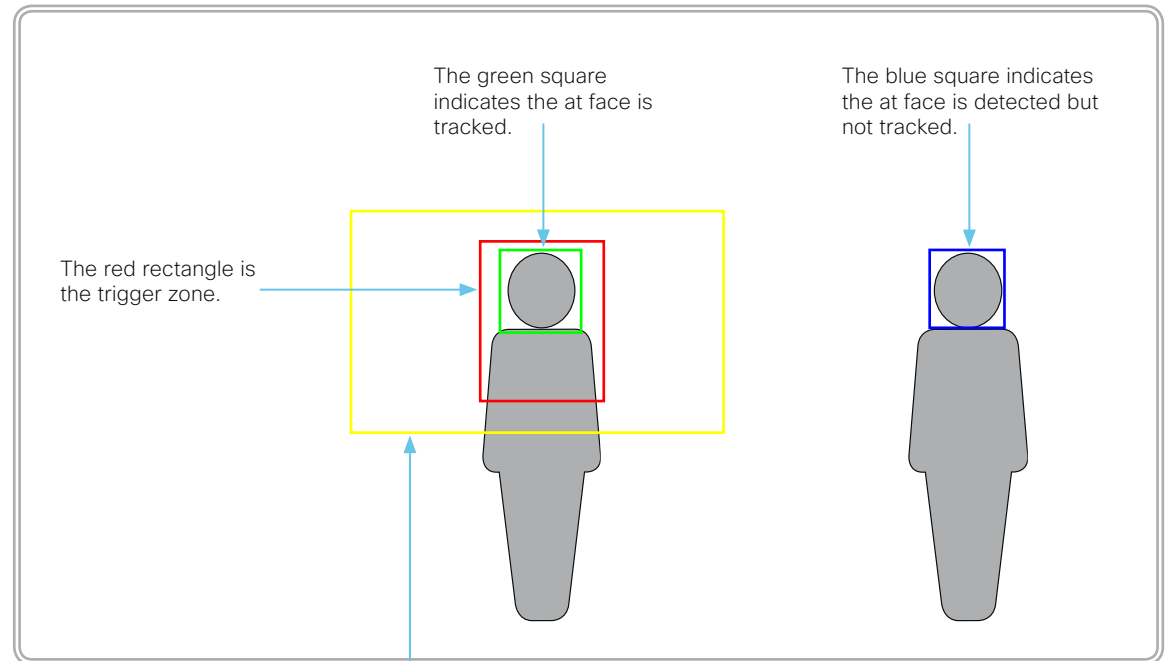 The green square
indicates the at face is
tracked.
The blue square indicates
the at face is detected but
not tracked.
The red rectangle is
the trigger zone.